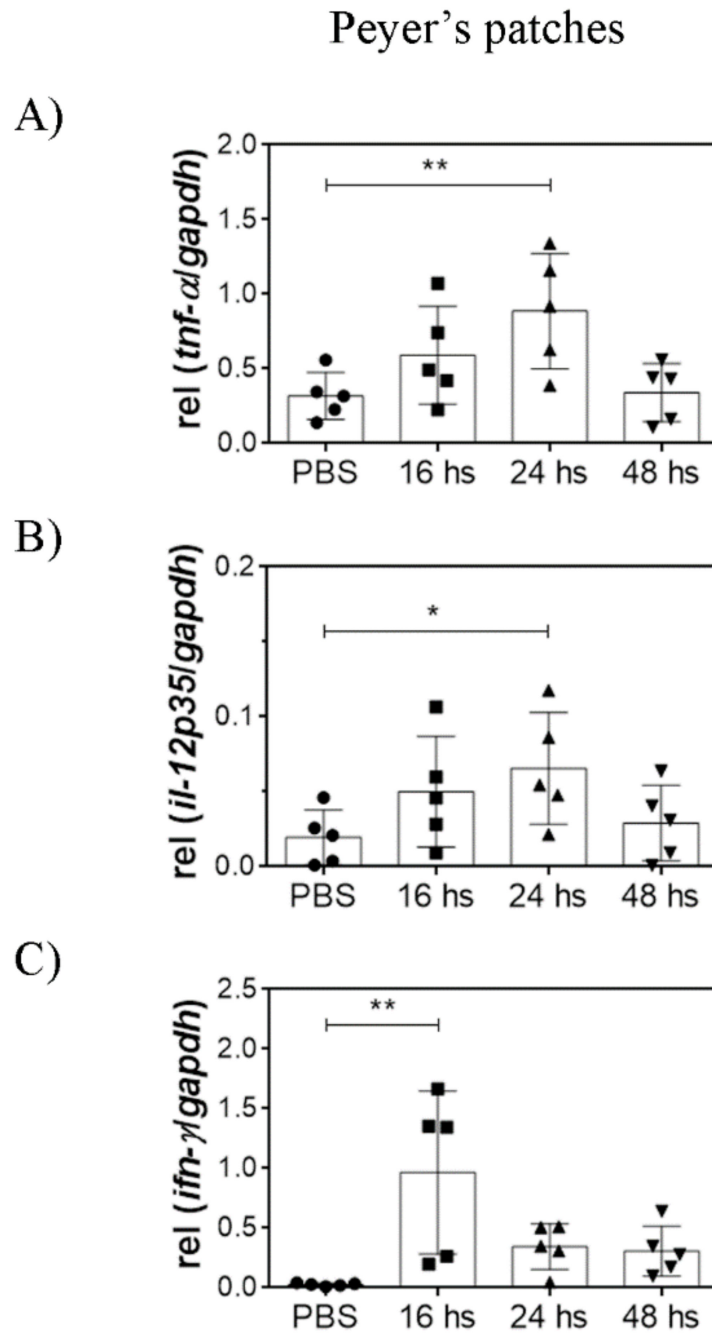 Peyer's patches
A)
rel (tnf-α/gapdh)
2.0
1.5
1.0
0.5
0.0
**
PBS 16 hs 24 hs 48 hs
B)
rel (il-12p35/gapdh)
0.2
0.1
0.0
*
PBS 16 hs 24 hs 48 hs
C)
rel (ifn-γ/gapdh)
2.5
2.0
1.5
1.0
0.5
0.0
**
PBS 16 hs 24 hs 48 hs